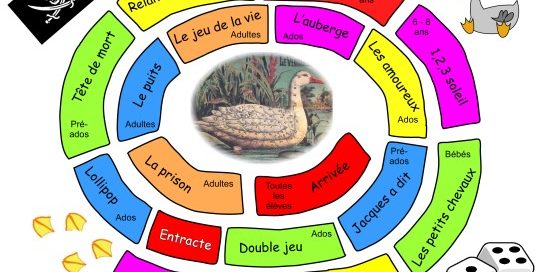 Relan
ans
Le jeu de la vie
Adultes
L'auberge
Ados
6 - 8
ans
1,2,3 soleil
Tête de mort
Pré-
ados
Le puits
Adultes
Les amoureux
Ados
La prison
Adultes
Toutes
les
élèves
Arrivée
Pré-
ados
Jacques a dit
Bébés
Les petits chevaux
Lollipop
Ados
Entracte
Double jeu
Ados